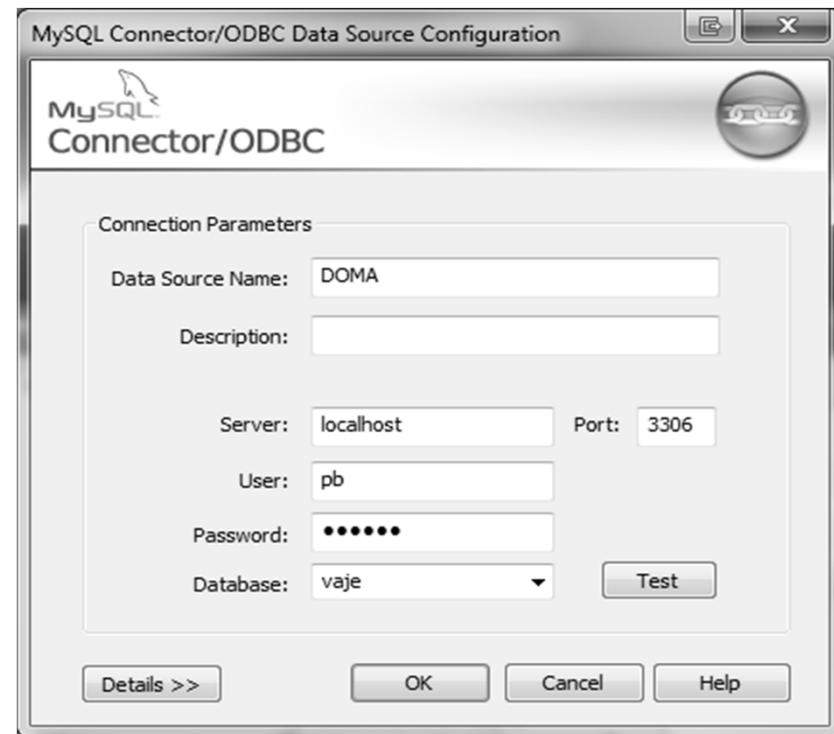 MySQL Connector/ODBC Data Source Configuration
MySQL
Connector/ODBC
Connection Parameters
Data Source Name: DOMA
Description:
Server: localhost Port: 3306
User: pb
Password: ••••••
Database: vaje Test
Details >> OK Cancel Help